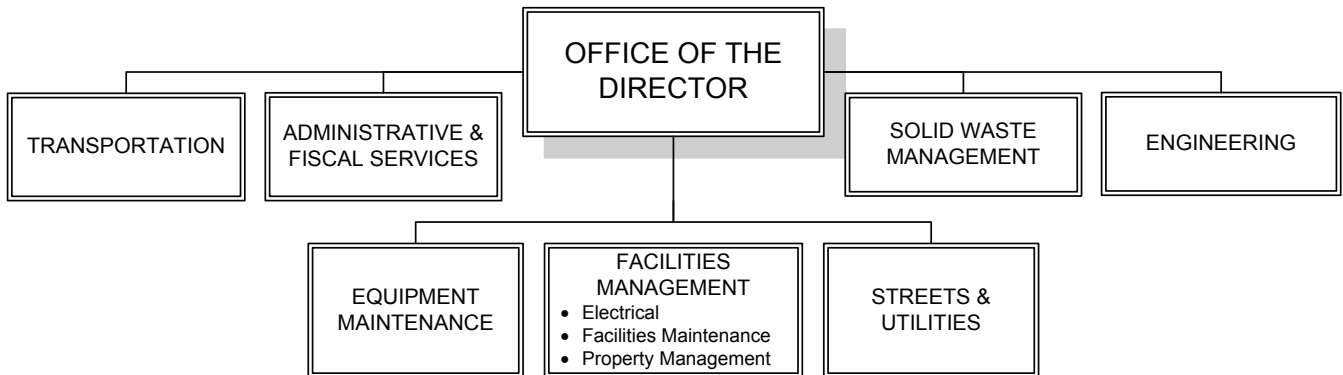 OFFICE OF THE
DIRECTOR
TRANSPORTATION
ADMINISTRATIVE &
FISCAL SERVICES
SOLID WASTE
MANAGEMENT
ENGINEERING
EQUIPMENT
MAINTENANCE
FACILITIES
MANAGEMENT
• Electrical
• Facilities Maintenance
• Property Management
STREETS &
UTILITIES